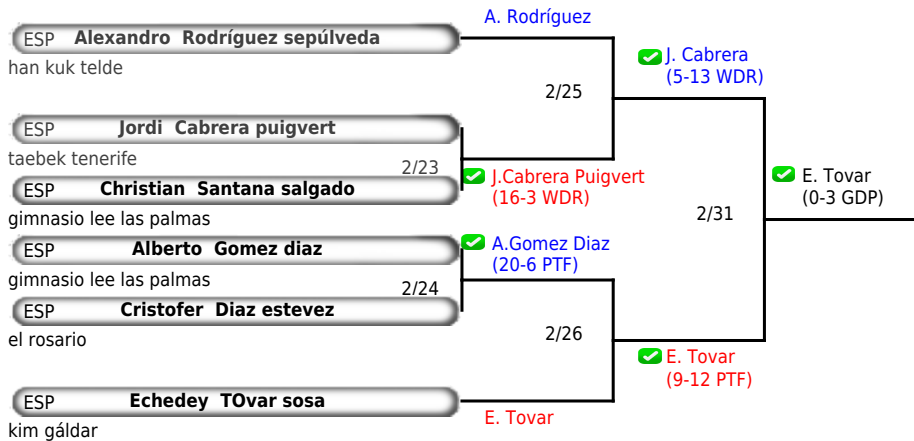 A. Rodríguez
ESP Alexandro Rodríguez sepúlveda
han kuk telde
J. Cabrera
(5-13 WDR)
2/25
ESP Jordi Cabrera puigvert
taebek tenerife
2/23
J.Cabrera Puigvert
(16-3 WDR)
ESP Christian Santana salgado
gimnasio lee las palmas
E. Tovar
(0-3 GDP)
2/31
ESP Alberto Gomez diaz
gimnasio lee las palmas
A.Gomez Diaz
(20-6 PTF)
2/24
ESP Cristofer Diaz estevez
el rosario
2/26
E. Tovar
(9-12 PTF)
ESP Echedey TOvar sosa
kim gáldar
E. Tovar